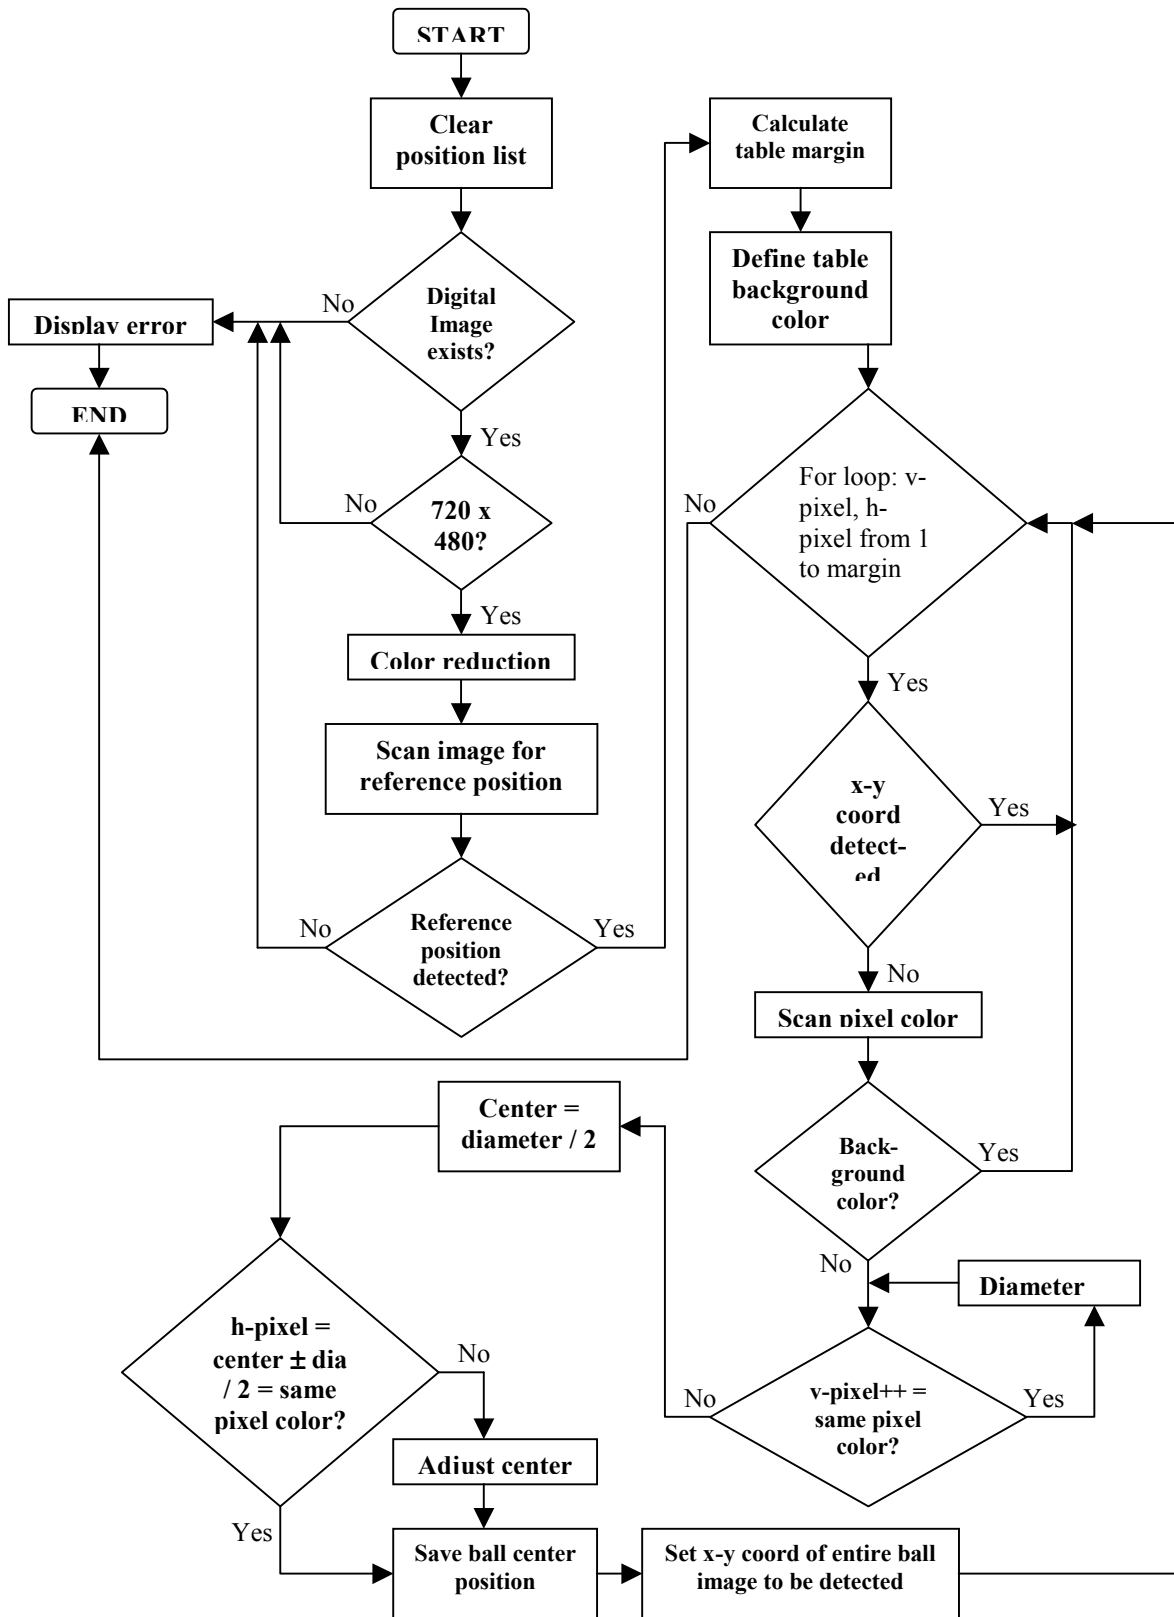 START
Clear
position list
Digital
Image
exists?
No
Display error
END
Yes
720 x
480?
No
Yes
Color reduction
Scan image for
reference position
Reference
position
detected?
No
Yes
Calculate
table margin
Define table
background
color
For loop: v-
pixel, h-
pixel from 1
to margin
No
Yes
x-y
coord
detect-
ed
Yes
No
Scan pixel color
Back-
ground
color?
Yes
No
Diameter
v-pixel++ =
same pixel
color?
Yes
No
Center =
diameter / 2
h-pixel =
center ± dia
/ 2 = same
pixel color?
No
Adjust center
Yes
Save ball center
position
Set x-y coord of entire ball
image to be detected